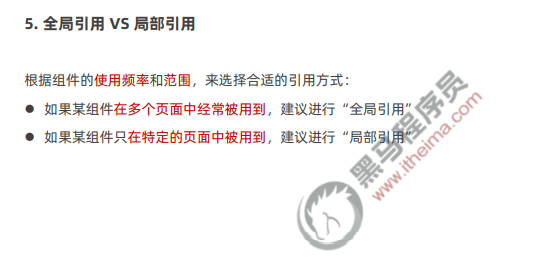 5. 全局引用 VS 局部引用
根据组件的使用频率和范围，来选择合适的引用方式：
● 如果某组件在多个页面中经常被用到，建议进行“全局引用”
● 如果某组件只在特定的页面中被用到，建议进行“局部引用”
黑马程序员
www.itheima.com